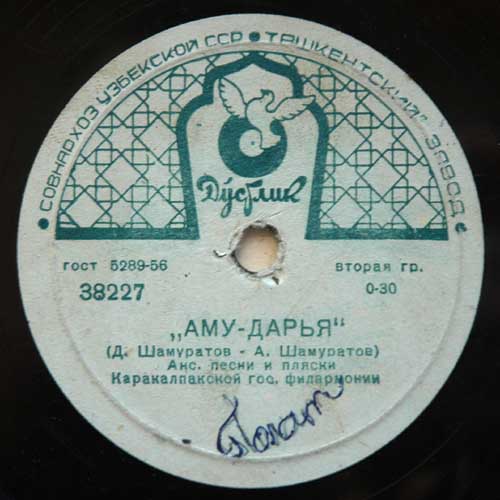 • СОВНАРХОЗ УЗБЕКСКОЙ ССР • ТАШКЕНТСКИЙ ЗАВОД •
Дўстлик
гост 5289-56
вторая гр.
38227
0-30
„АМУ-ДАРЬЯ“
(Д. Шамуратов - А. Шамуратов)
Анс. песни и пляски
Каракалпакской гос. филармонии